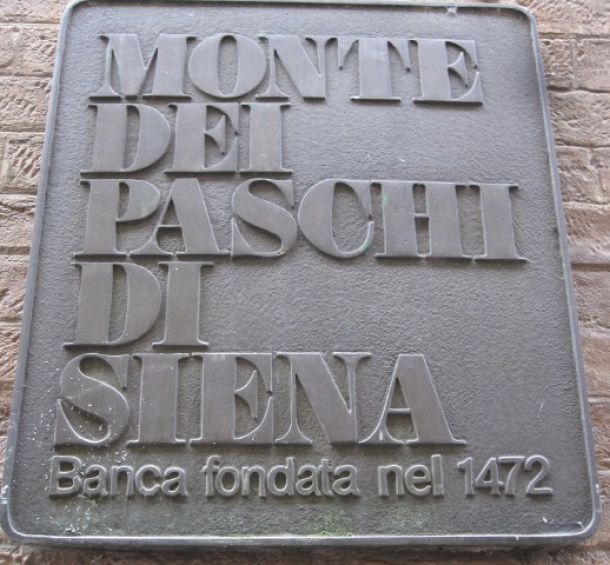 MONTE
DEI
PASCHI
DI
SIENA
Banca fondata nel 1472